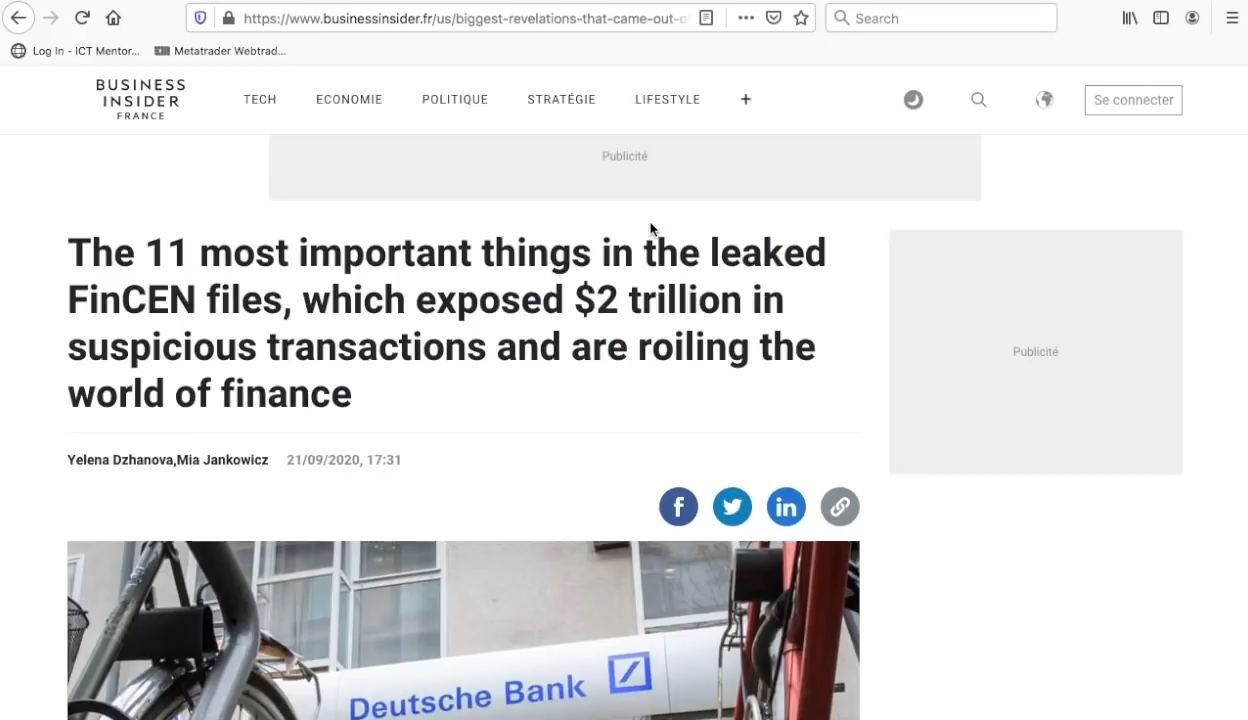 https://www.businessinsider.fr/us/biggest-revelations-that-came-out-o
Search
Log In - ICT Mentor...
Metatrader Webtrad...
BUSINESS
INSIDER
FRANCE
TECH
ECONOMIE
POLITIQUE
STRATÉGIE
LIFESTYLE
+
Se connecter
Publicité
The 11 most important things in the leaked
FinCEN files, which exposed $2 trillion in
suspicious transactions and are roiling the
world of finance
Publicité
Yelena Dzhanova,Mia Jankowicz 21/09/2020, 17:31
Deutsche Bank